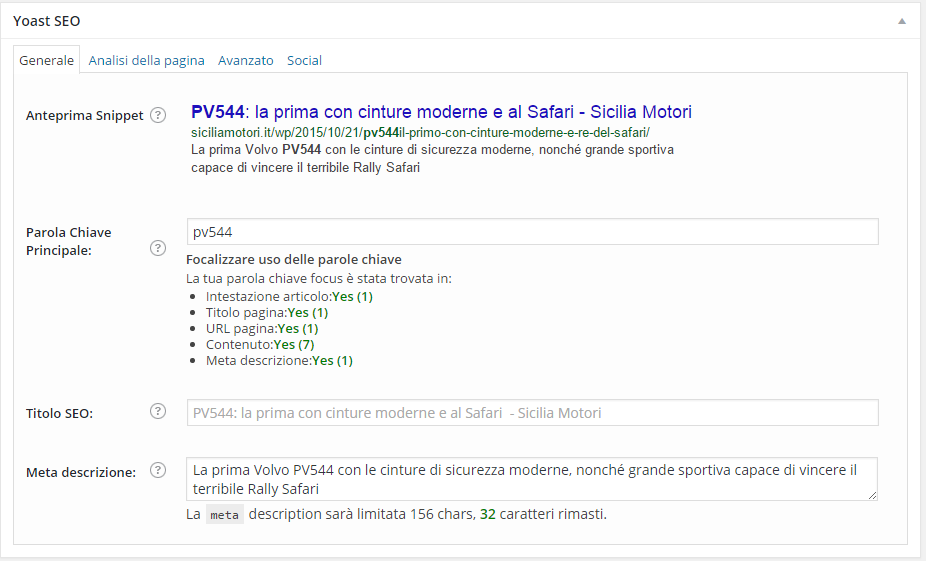 Yoast SEO
Generale Analisi della pagina Avanzato Social
Anteprima Snippet ?
PV544: la prima con cinture moderne e al Safari - Sicilia Motori
siciliamotori.it/wp/2015/10/21/pv544il-primo-con-cinture-moderne-e-re-del-safari/
La prima Volvo PV544 con le cinture di sicurezza moderne, nonché grande sportiva
capace di vincere il terribile Rally Safari
Parola Chiave
Principale: ?
pv544
Focalizzare uso delle parole chiave
La tua parola chiave focus è stata trovata in:
• Intestazione articolo:Yes (1)
• Titolo pagina:Yes (1)
• URL pagina:Yes (1)
• Contenuto:Yes (7)
• Meta descrizione:Yes (1)
Titolo SEO: ?
PV544: la prima con cinture moderne e al Safari - Sicilia Motori
Meta descrizione: ?
La prima Volvo PV544 con le cinture di sicurezza moderne, nonché grande sportiva capace di vincere il
terribile Rally Safari
La meta description sarà limitata 156 chars, 32 caratteri rimasti.